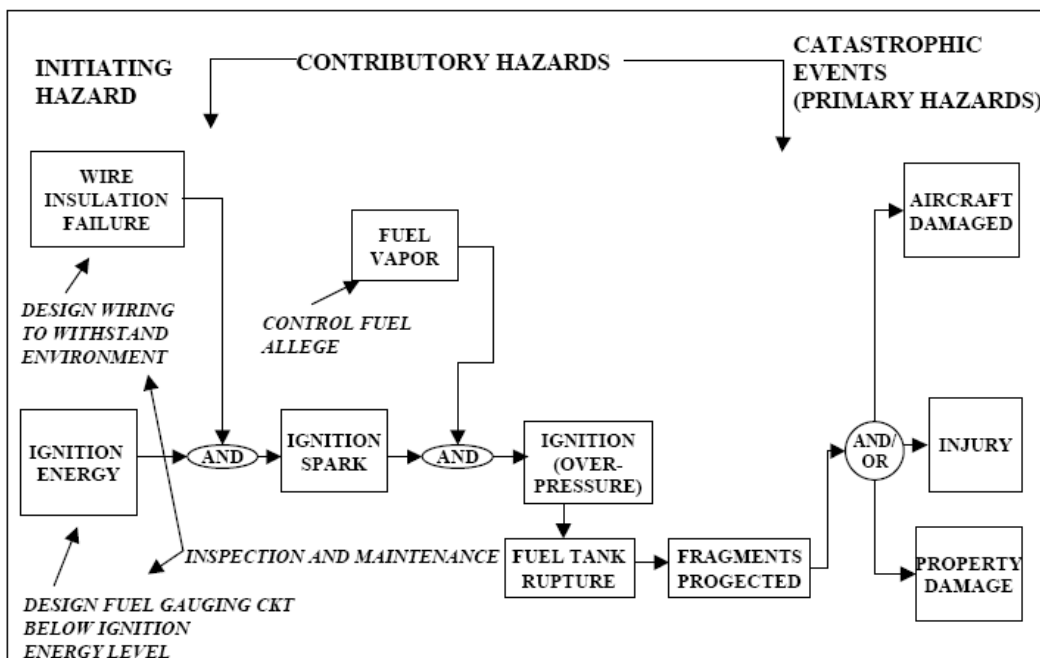 INITIATING
HAZARD
CONTRIBUTORY HAZARDS
CATASTROPHIC
EVENTS
(PRIMARY HAZARDS)
WIRE
INSULATION
FAILURE
FUEL
VAPOR
AIRCRAFT
DAMAGED
DESIGN WIRING
TO WITHSTAND
ENVIRONMENT
CONTROL FUEL
ALLEGE
IGNITION
ENERGY
AND
IGNITION
SPARK
AND
IGNITION
(OVER-
PRESSURE)
AND/
OR
INJURY
INSPECTION AND MAINTENANCE
FUEL TANK
RUPTURE
FRAGMENTS
PROGECTED
PROPERTY
DAMAGE
DESIGN FUEL GAUGING CKT
BELOW IGNITION
ENERGY LEVEL